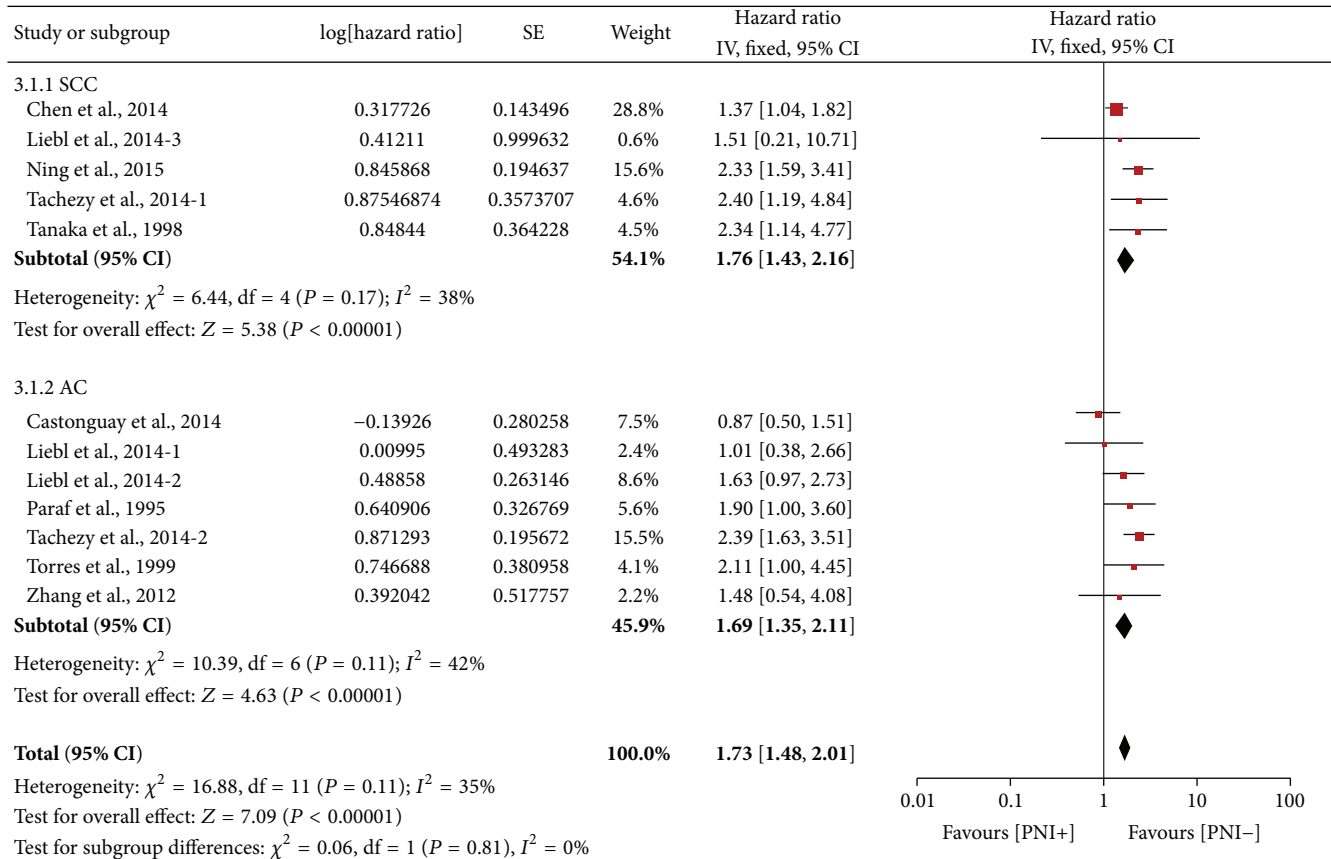 Study or subgroup log[hazard ratio] SE Weight Hazard ratio Hazard ratio
IV, fixed, 95% CI IV, fixed, 95% CI
3.1.1 SCC
Chen et al., 2014 0.317726 0.143496 28.8% 1.37 [1.04, 1.82]
Liebl et al., 2014-3 0.41211 0.999632 0.6% 1.51 [0.21, 10.71]
Ning et al., 2015 0.845868 0.194637 15.6% 2.33 [1.59, 3.41]
Tachezy et al., 2014-1 0.87546874 0.3573707 4.6% 2.40 [1.19, 4.84]
Tanaka et al., 1998 0.84844 0.364228 4.5% 2.34 [1.14, 4.77]
Subtotal (95% CI) 54.1% 1.76 [1.43, 2.16]
Heterogeneity: χ² = 6.44, df = 4 (P = 0.17); I² = 38%
Test for overall effect: Z = 5.38 (P < 0.00001)
3.1.2 AC
Castonguay et al., 2014 −0.13926 0.280258 7.5% 0.87 [0.50, 1.51]
Liebl et al., 2014-1 0.00995 0.493283 2.4% 1.01 [0.38, 2.66]
Liebl et al., 2014-2 0.48858 0.263146 8.6% 1.63 [0.97, 2.73]
Paraf et al., 1995 0.640906 0.326769 5.6% 1.90 [1.00, 3.60]
Tachezy et al., 2014-2 0.871293 0.195672 15.5% 2.39 [1.63, 3.51]
Torres et al., 1999 0.746688 0.380958 4.1% 2.11 [1.00, 4.45]
Zhang et al., 2012 0.392042 0.517757 2.2% 1.48 [0.54, 4.08]
Subtotal (95% CI) 45.9% 1.69 [1.35, 2.11]
Heterogeneity: χ² = 10.39, df = 6 (P = 0.11); I² = 42%
Test for overall effect: Z = 4.63 (P < 0.00001)
Total (95% CI) 100.0% 1.73 [1.48, 2.01]
Heterogeneity: χ² = 16.88, df = 11 (P = 0.11); I² = 35%
Test for overall effect: Z = 7.09 (P < 0.00001)
Test for subgroup differences: χ² = 0.06, df = 1 (P = 0.81), I² = 0%
0.01 0.1 1 10 100
Favours [PNI+] Favours [PNI−]